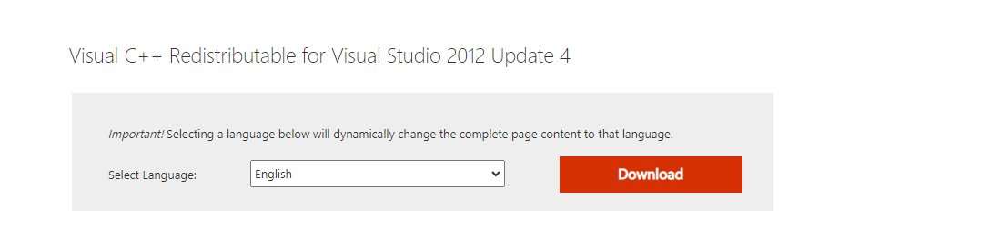 Visual C++ Redistributable for Visual Studio 2012 Update 4
Important! Selecting a language below will dynamically change the complete page content to that language.
Select Language: English Download